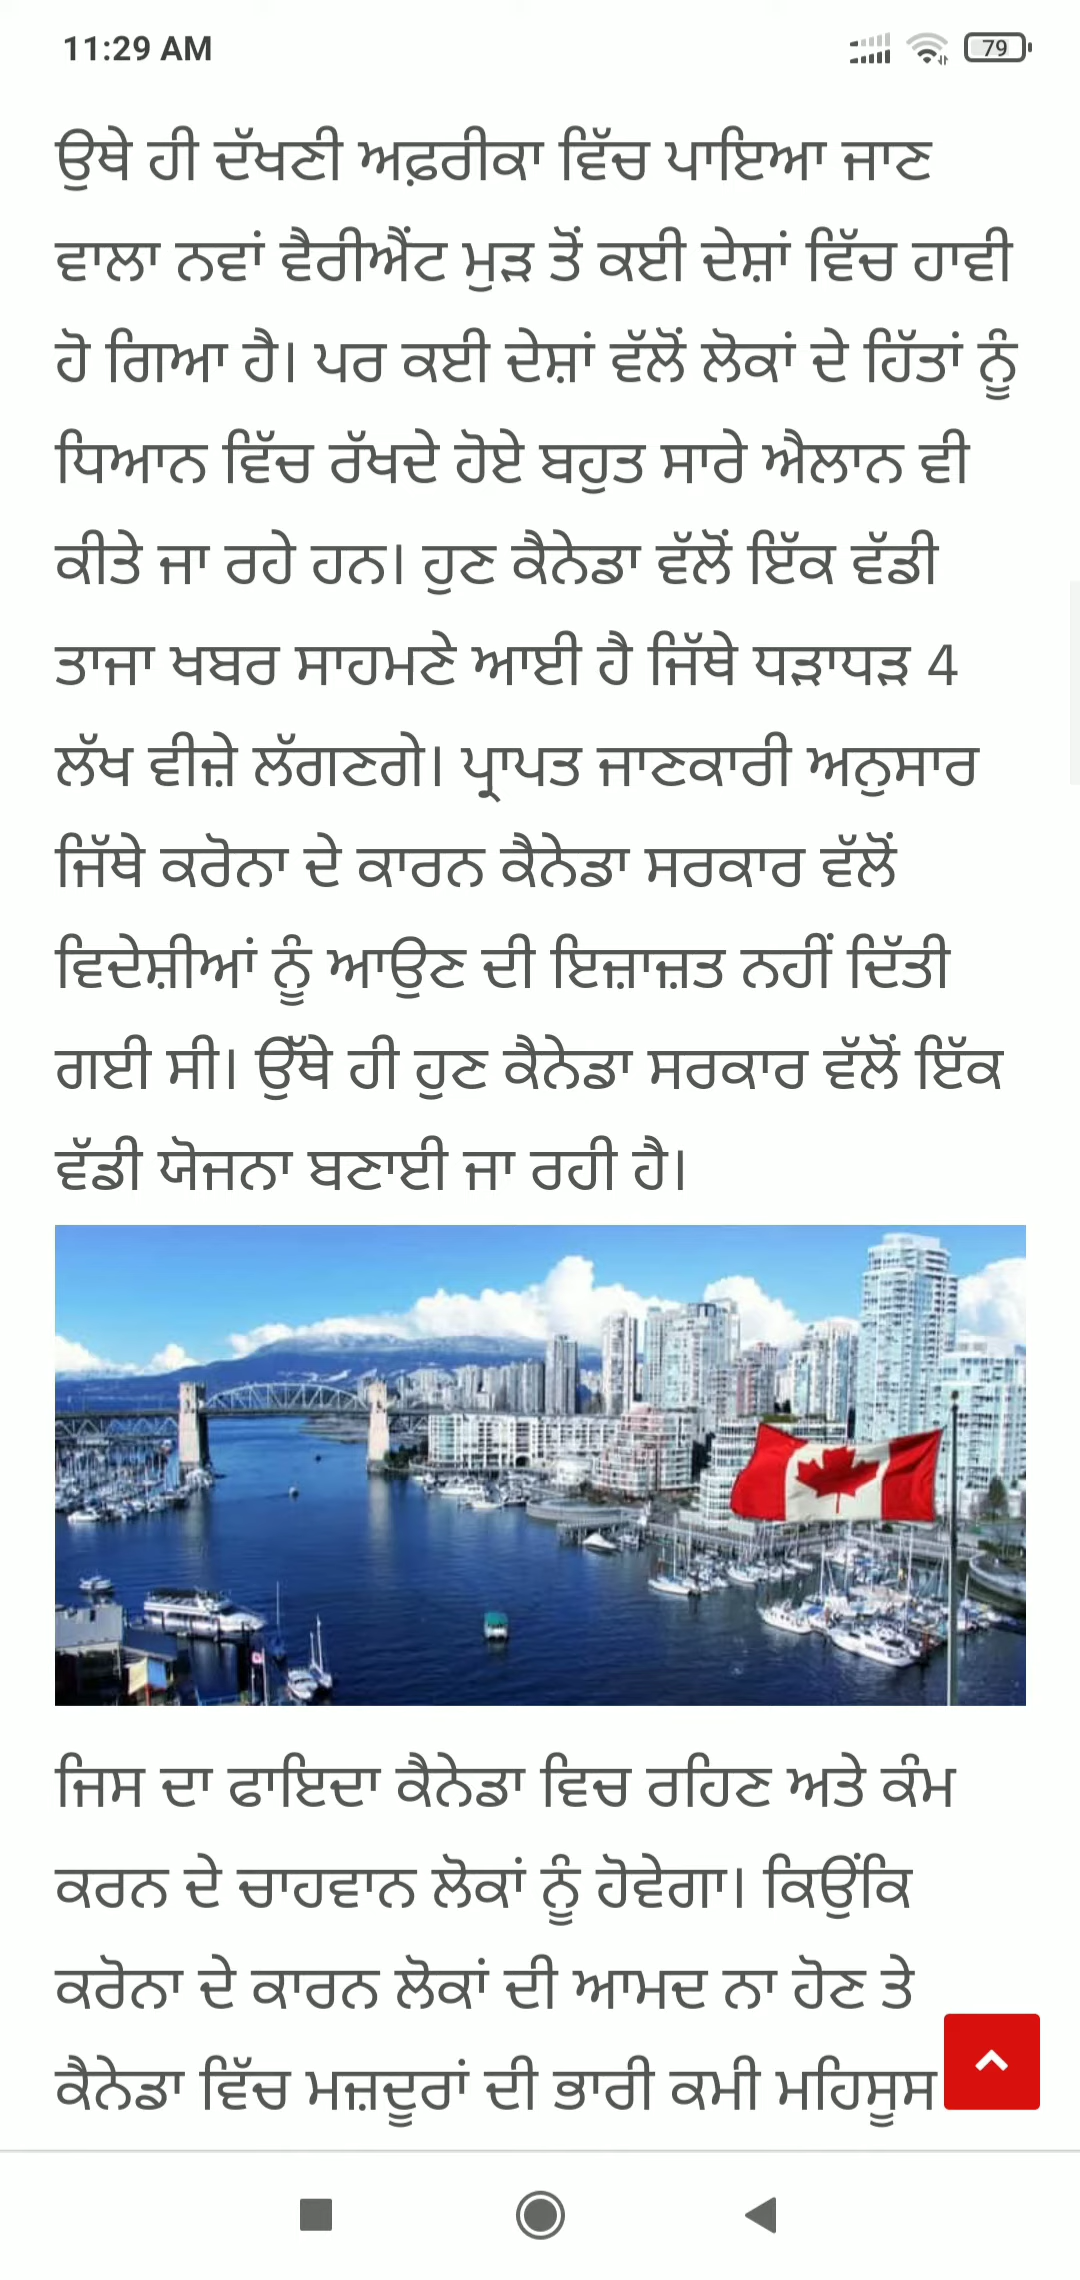 11:29 AM
79
ਉਥੇ ਹੀ ਦੱਖਣੀ ਅਫ਼ਰੀਕਾ ਵਿੱਚ ਪਾਇਆ ਜਾਣ
ਵਾਲਾ ਨਵਾਂ ਵੈਰੀਐਂਟ ਮੁੜ ਤੋਂ ਕਈ ਦੇਸ਼ਾਂ ਵਿੱਚ ਹਾਵੀ
ਹੋ ਗਿਆ ਹੈ। ਪਰ ਕਈ ਦੇਸ਼ਾਂ ਵੱਲੋਂ ਲੋਕਾਂ ਦੇ ਹਿੱਤਾਂ ਨੂੰ
ਧਿਆਨ ਵਿੱਚ ਰੱਖਦੇ ਹੋਏ ਬਹੁਤ ਸਾਰੇ ਐਲਾਨ ਵੀ
ਕੀਤੇ ਜਾ ਰਹੇ ਹਨ। ਹੁਣ ਕੈਨੇਡਾ ਵੱਲੋਂ ਇੱਕ ਵੱਡੀ
ਤਾਜਾ ਖਬਰ ਸਾਹਮਣੇ ਆਈ ਹੈ ਜਿੱਥੇ ਧੜਾਧੜ 4
ਲੱਖ ਵੀਜ਼ੇ ਲੱਗਣਗੇ। ਪ੍ਰਾਪਤ ਜਾਣਕਾਰੀ ਅਨੁਸਾਰ
ਜਿੱਥੇ ਕਰੋਨਾ ਦੇ ਕਾਰਨ ਕੈਨੇਡਾ ਸਰਕਾਰ ਵੱਲੋਂ
ਵਿਦੇਸ਼ੀਆਂ ਨੂੰ ਆਉਣ ਦੀ ਇਜ਼ਾਜ਼ਤ ਨਹੀਂ ਦਿੱਤੀ
ਗਈ ਸੀ। ਉੱਥੇ ਹੀ ਹੁਣ ਕੈਨੇਡਾ ਸਰਕਾਰ ਵੱਲੋਂ ਇੱਕ
ਵੱਡੀ ਯੋਜਨਾ ਬਣਾਈ ਜਾ ਰਹੀ ਹੈ।
ਜਿਸ ਦਾ ਫਾਇਦਾ ਕੈਨੇਡਾ ਵਿਚ ਰਹਿਣ ਅਤੇ ਕੰਮ
ਕਰਨ ਦੇ ਚਾਹਵਾਨ ਲੋਕਾਂ ਨੂੰ ਹੋਵੇਗਾ। ਕਿਉਂਕਿ
ਕਰੋਨਾ ਦੇ ਕਾਰਨ ਲੋਕਾਂ ਦੀ ਆਮਦ ਨਾ ਹੋਣ ਤੇ
ਕੈਨੇਡਾ ਵਿੱਚ ਮਜ਼ਦੂਰਾਂ ਦੀ ਭਾਰੀ ਕਮੀ ਮਹਿਸੂਸ